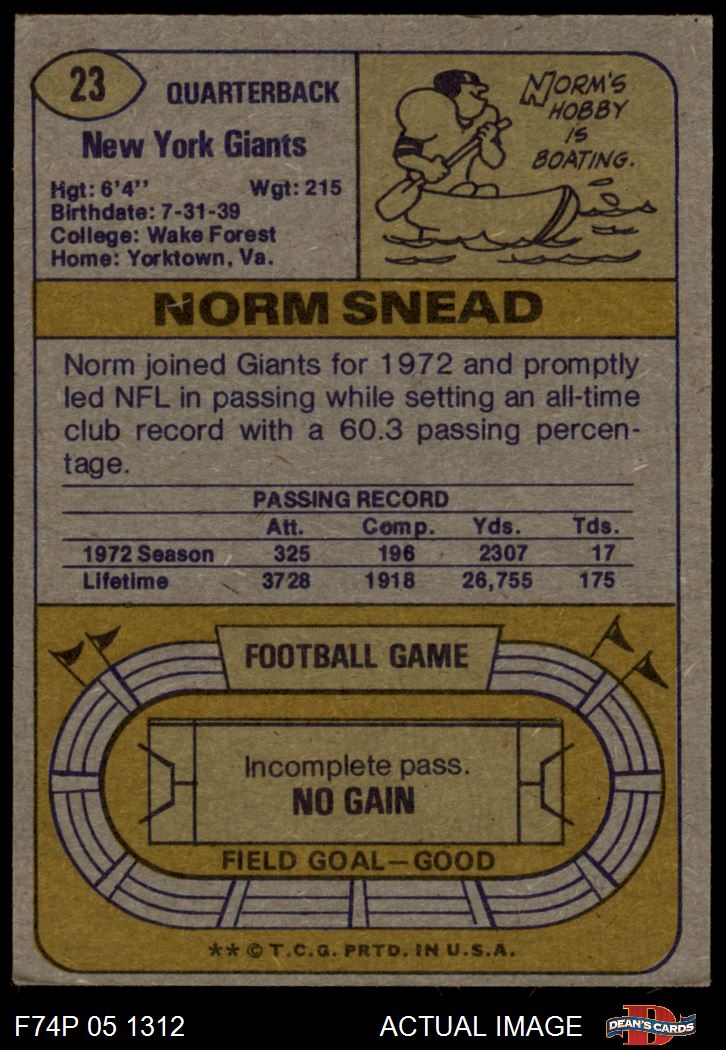 23
QUARTERBACK
New York Giants
Hgt: 6'4'' Wgt: 215
Birthdate: 7-31-39
College: Wake Forest
Home: Yorktown, Va.
NORM'S
HOBBY
IS
BOATING.
NORM SNEAD
Norm joined Giants for 1972 and promptly
led NFL in passing while setting an all-time
club record with a 60.3 passing percen-
tage.
PASSING RECORD
Att. Comp. Yds. Tds.
1972 Season 325 196 2307 17
Lifetime 3728 1918 26,755 175
FOOTBALL GAME
Incomplete pass.
NO GAIN
FIELD GOAL—GOOD
** © T.C.G. PRTD. IN U.S.A.
F74P 05 1312 ACTUAL IMAGE
D
DEAN'S CARDS